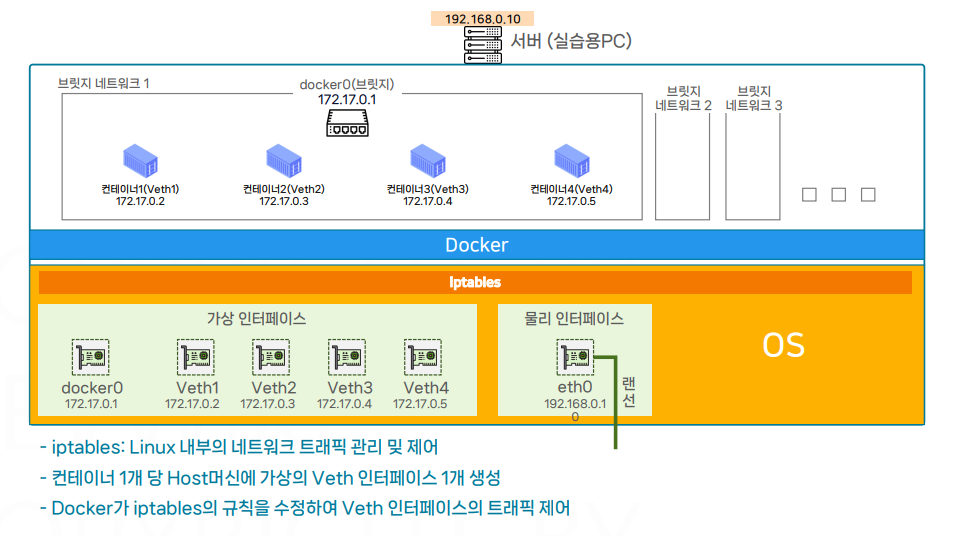 192.168.0.10
서버 (실습용PC)
브릿지 네트워크 1
docker0(브릿지)
172.17.0.1
브릿지
네트워크 2
브릿지
네트워크 3
컨테이너1(Veth1)
172.17.0.2
컨테이너2(Veth2)
172.17.0.3
컨테이너3(Veth3)
172.17.0.4
컨테이너4(Veth4)
172.17.0.5
Docker
Iptables
가상 인터페이스
물리 인터페이스
OS
docker0
172.17.0.1
Veth1
172.17.0.2
Veth2
172.17.0.3
Veth3
172.17.0.4
Veth4
172.17.0.5
eth0
192.168.0.1
0
랜
선
- iptables: Linux 내부의 네트워크 트래픽 관리 및 제어
- 컨테이너 1개 당 Host머신에 가상의 Veth 인터페이스 1개 생성
- Docker가 iptables의 규칙을 수정하여 Veth 인터페이스의 트래픽 제어